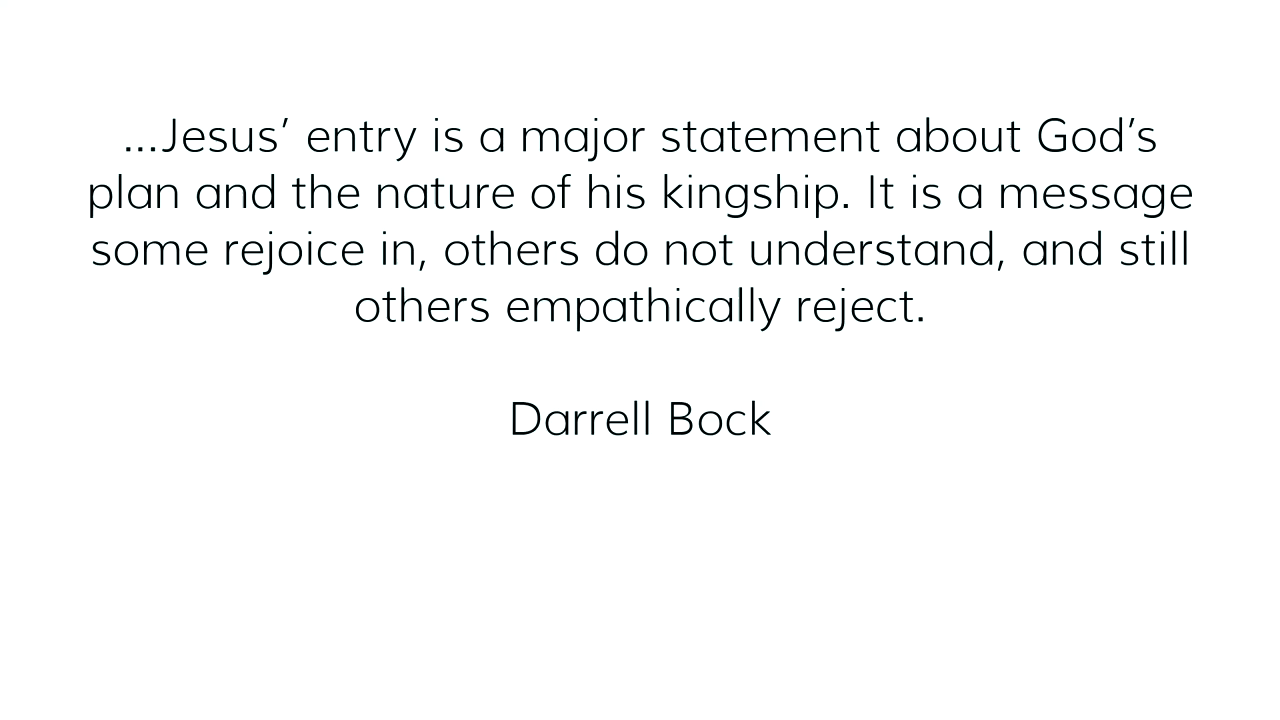 ...Jesus’ entry is a major statement about God’s
plan and the nature of his kingship. It is a message
some rejoice in, others do not understand, and still
others empathically reject.
Darrell Bock